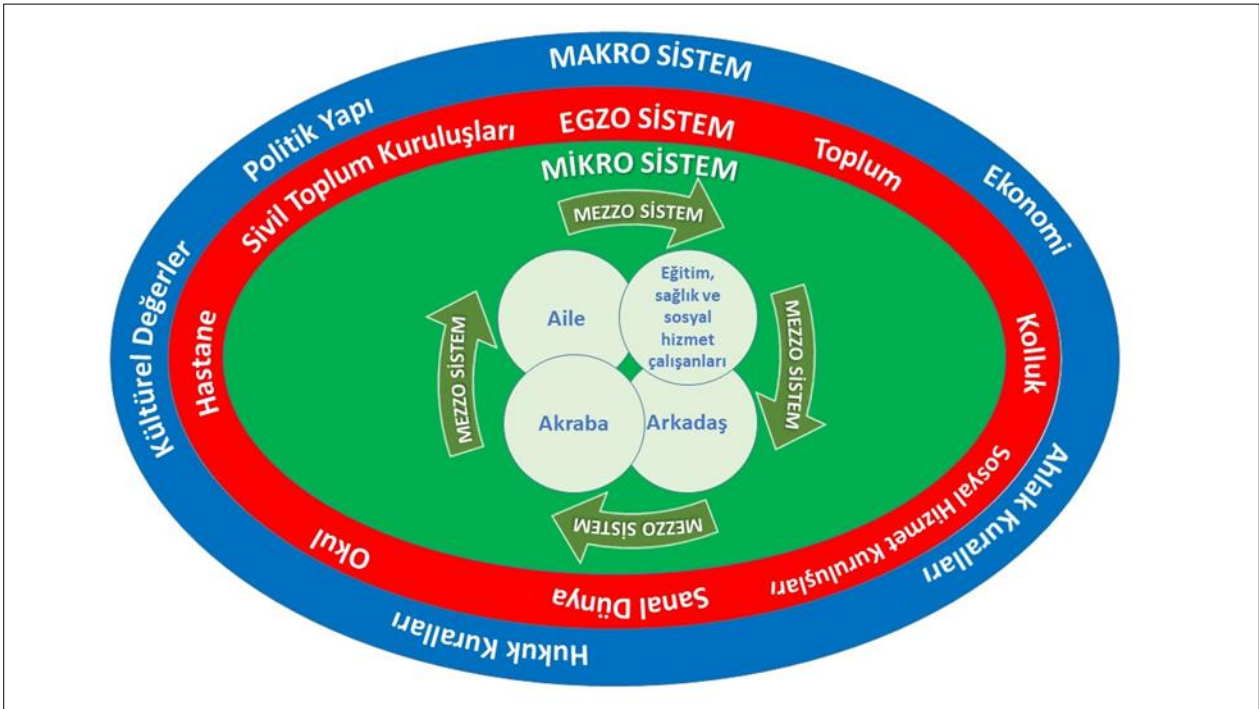 MAKRO SİSTEM
Politik Yapı
Ekonomi
Kültürel Değerler
Ahlak Kuralları
Hukuk Kuralları
EGZO SİSTEM
Sivil Toplum Kuruluşları
Toplum
Hastane
Kolluk
Okul
Sanal Dünya
Sosyal Hizmet Kuruluşları
MİKRO SİSTEM
MEZZO SİSTEM
MEZZO SİSTEM
MEZZO SİSTEM
MEZZO SİSTEM
Aile
Eğitim,
sağlık ve
sosyal
hizmet
çalışanları
Akraba
Arkadaş